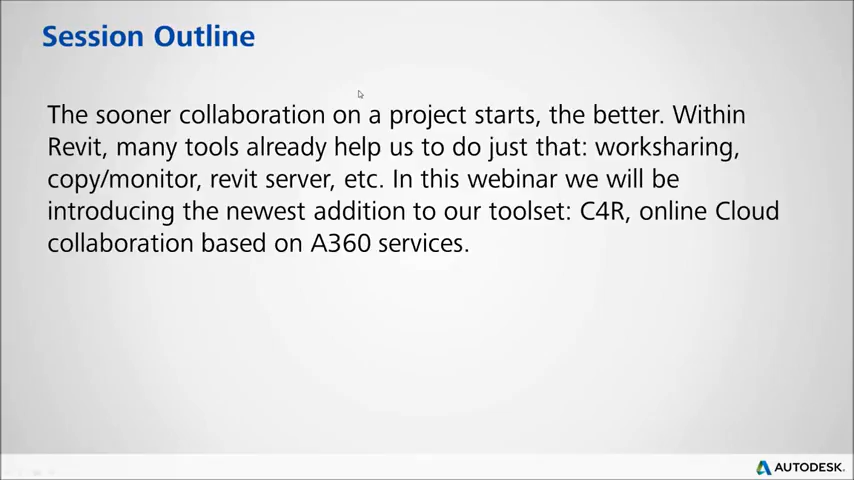 Session Outline
The sooner collaboration on a project starts, the better. Within
Revit, many tools already help us to do just that: worksharing,
copy/monitor, revit server, etc. In this webinar we will be
introducing the newest addition to our toolset: C4R, online Cloud
collaboration based on A360 services.
AUTODESK.